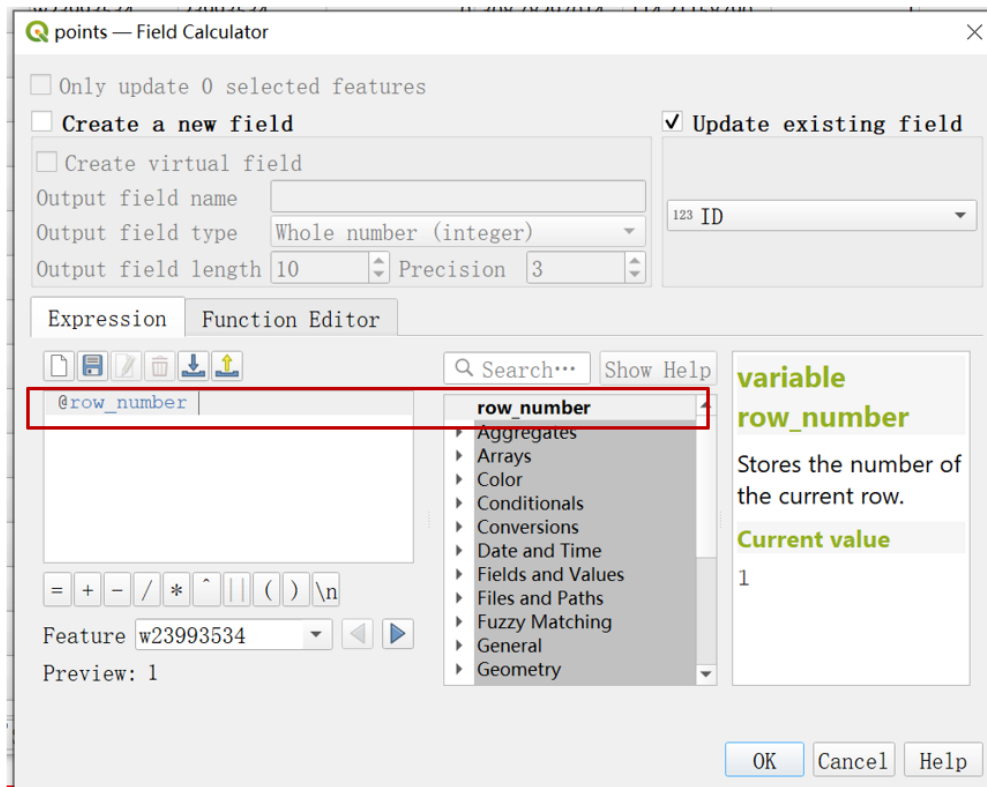 points — Field Calculator
Only update 0 selected features
Create a new field
Update existing field
Create virtual field
Output field name
123 ID
Output field type Whole number (integer)
Output field length 10 Precision 3
Expression Function Editor
Search… Show Help
@row_number
row_number
Aggregates
Arrays
Color
Conditionals
Conversions
Date and Time
Fields and Values
Files and Paths
Fuzzy Matching
General
Geometry
variable
row_number
Stores the number of
the current row.
Current value
1
= + - / * ^ || ( ) \n
Feature w23993534
Preview: 1
OK Cancel Help